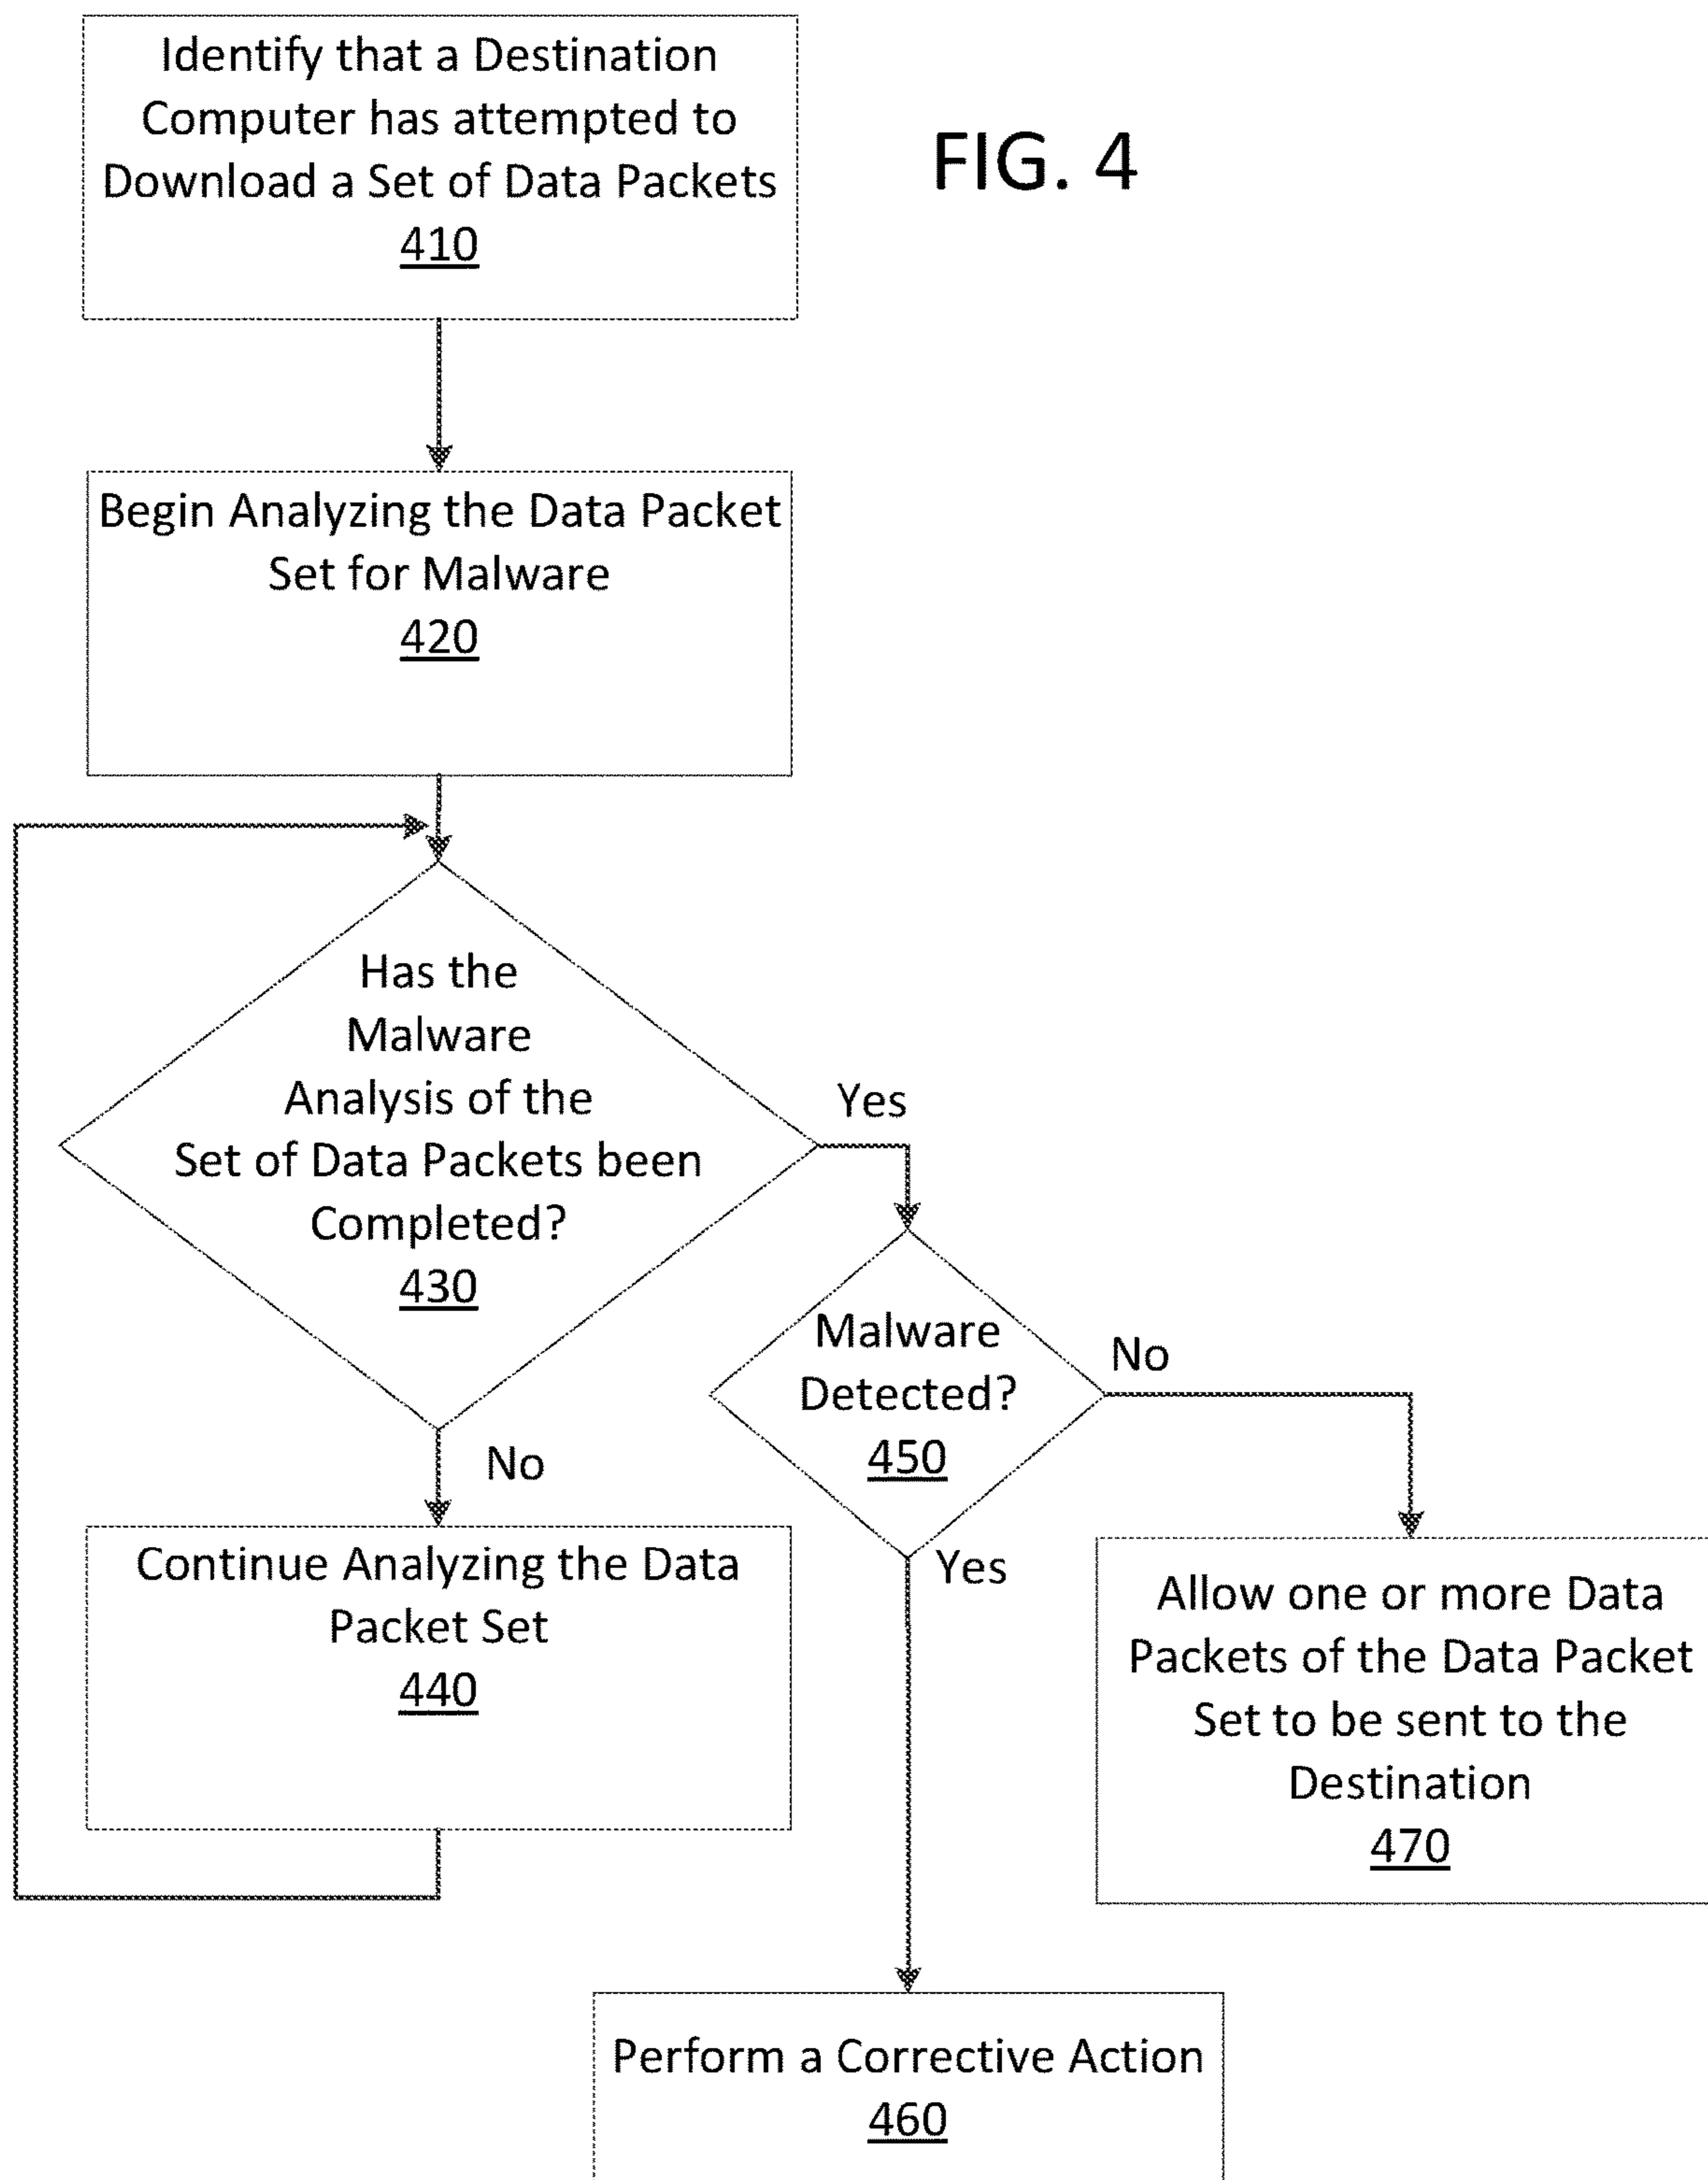 Identify that a Destination
Computer has attempted to
Download a Set of Data Packets
410
FIG. 4
Begin Analyzing the Data Packet
Set for Malware
420
Has the
Malware
Analysis of the
Set of Data Packets been
Completed?
430
Yes
No
Malware
Detected?
450
No
Yes
Continue Analyzing the Data
Packet Set
440
Allow one or more Data
Packets of the Data Packet
Set to be sent to the
Destination
470
Perform a Corrective Action
460